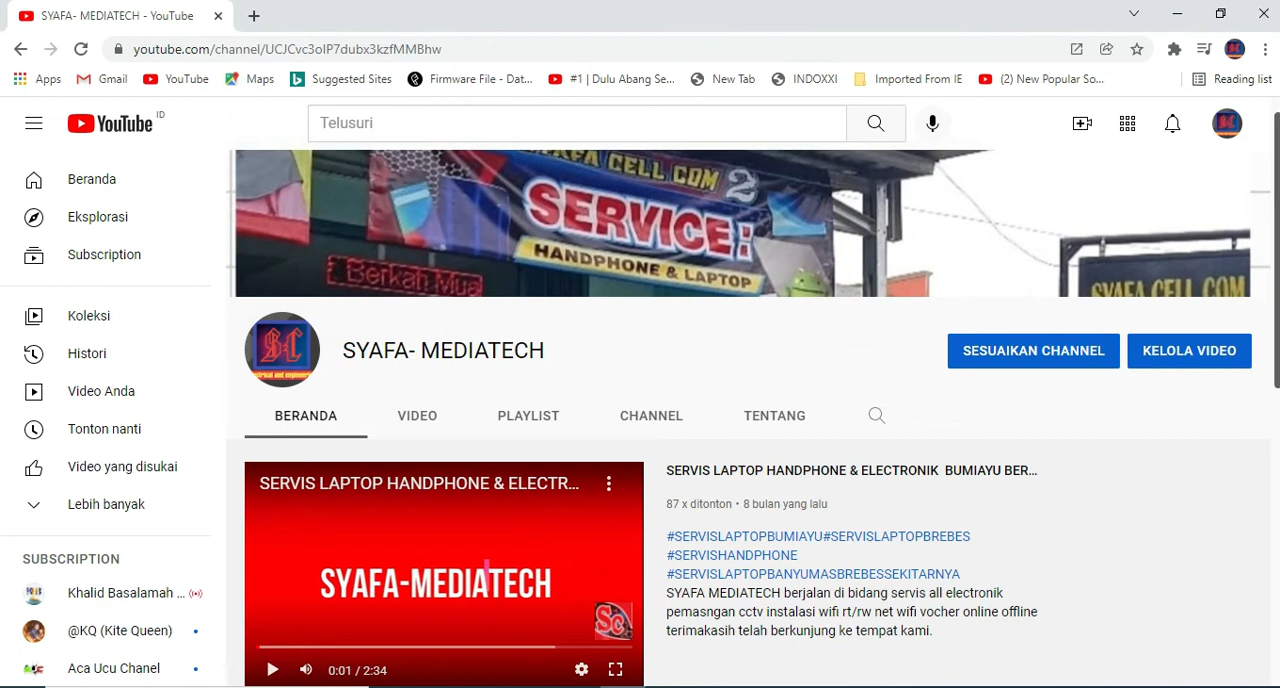 SYAFA- MEDIATECH - YouTube
youtube.com/channel/UCJCvc3oIP7dubx3kzfMMBhw
Apps Gmail YouTube Maps Suggested Sites Firmware File - Dat... #1 | Dulu Abang Se... New Tab INDOXXI Imported From IE (2) New Popular So... Reading list
YouTube ID
Telusuri
Beranda
Eksplorasi
Subscription
Koleksi
Histori
Video Anda
Tonton nanti
Video yang disukai
Lebih banyak
SUBSCRIPTION
Khalid Basalamah ...
@KQ (Kite Queen)
Aca Ucu Chanel
CELL COM 2
SERVICE :
HANDPHONE & LAPTOP
Berkah Mua
SYAFA CELL COM
SYAFA- MEDIATECH
SESUAIKAN CHANNEL
KELOLA VIDEO
BERANDA VIDEO PLAYLIST CHANNEL TENTANG
SERVIS LAPTOP HANDPHONE & ELECTR...
SYAFA-MEDIATECH
Sc
0:01 / 2:34
SERVIS LAPTOP HANDPHONE & ELECTRONIK BUMIAYU BER...
87 x ditonton • 8 bulan yang lalu
#SERVISLAPTOPBUMIAYU#SERVISLAPTOPBREBES
#SERVISHANDPHONE
#SERVISLAPTOPBANYUMASBREBESSEKITARNYA
SYAFA MEDIATECH berjalan di bidang servis all electronik
pemasngan cctv instalasi wifi rt/rw net wifi vocher online offline
terimakasih telah berkunjung ke tempat kami.